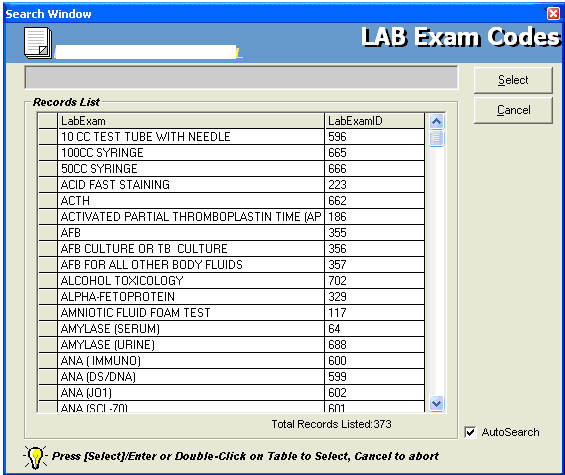 Search Window
LAB Exam Codes
Select
Cancel
Records List
LabExam LabExamID
10 CC TEST TUBE WITH NEEDLE 596
100CC SYRINGE 665
50CC SYRINGE 666
ACID FAST STAINING 223
ACTH 662
ACTIVATED PARTIAL THROMBOPLASTIN TIME (AP 186
AFB 355
AFB CULTURE OR TB CULTURE 356
AFB FOR ALL OTHER BODY FLUIDS 357
ALCOHOL TOXICOLOGY 702
ALPHA-FETOPROTEIN 329
AMNIOTIC FLUID FOAM TEST 117
AMYLASE (SERUM) 64
AMYLASE (URINE) 688
ANA ( IMMUNO) 600
ANA (DS/DNA) 599
ANA (JO1) 602
ANA (SCL-70) 601
Total Records Listed:373
AutoSearch
Press [Select]/Enter or Double-Click on Table to Select, Cancel to abort